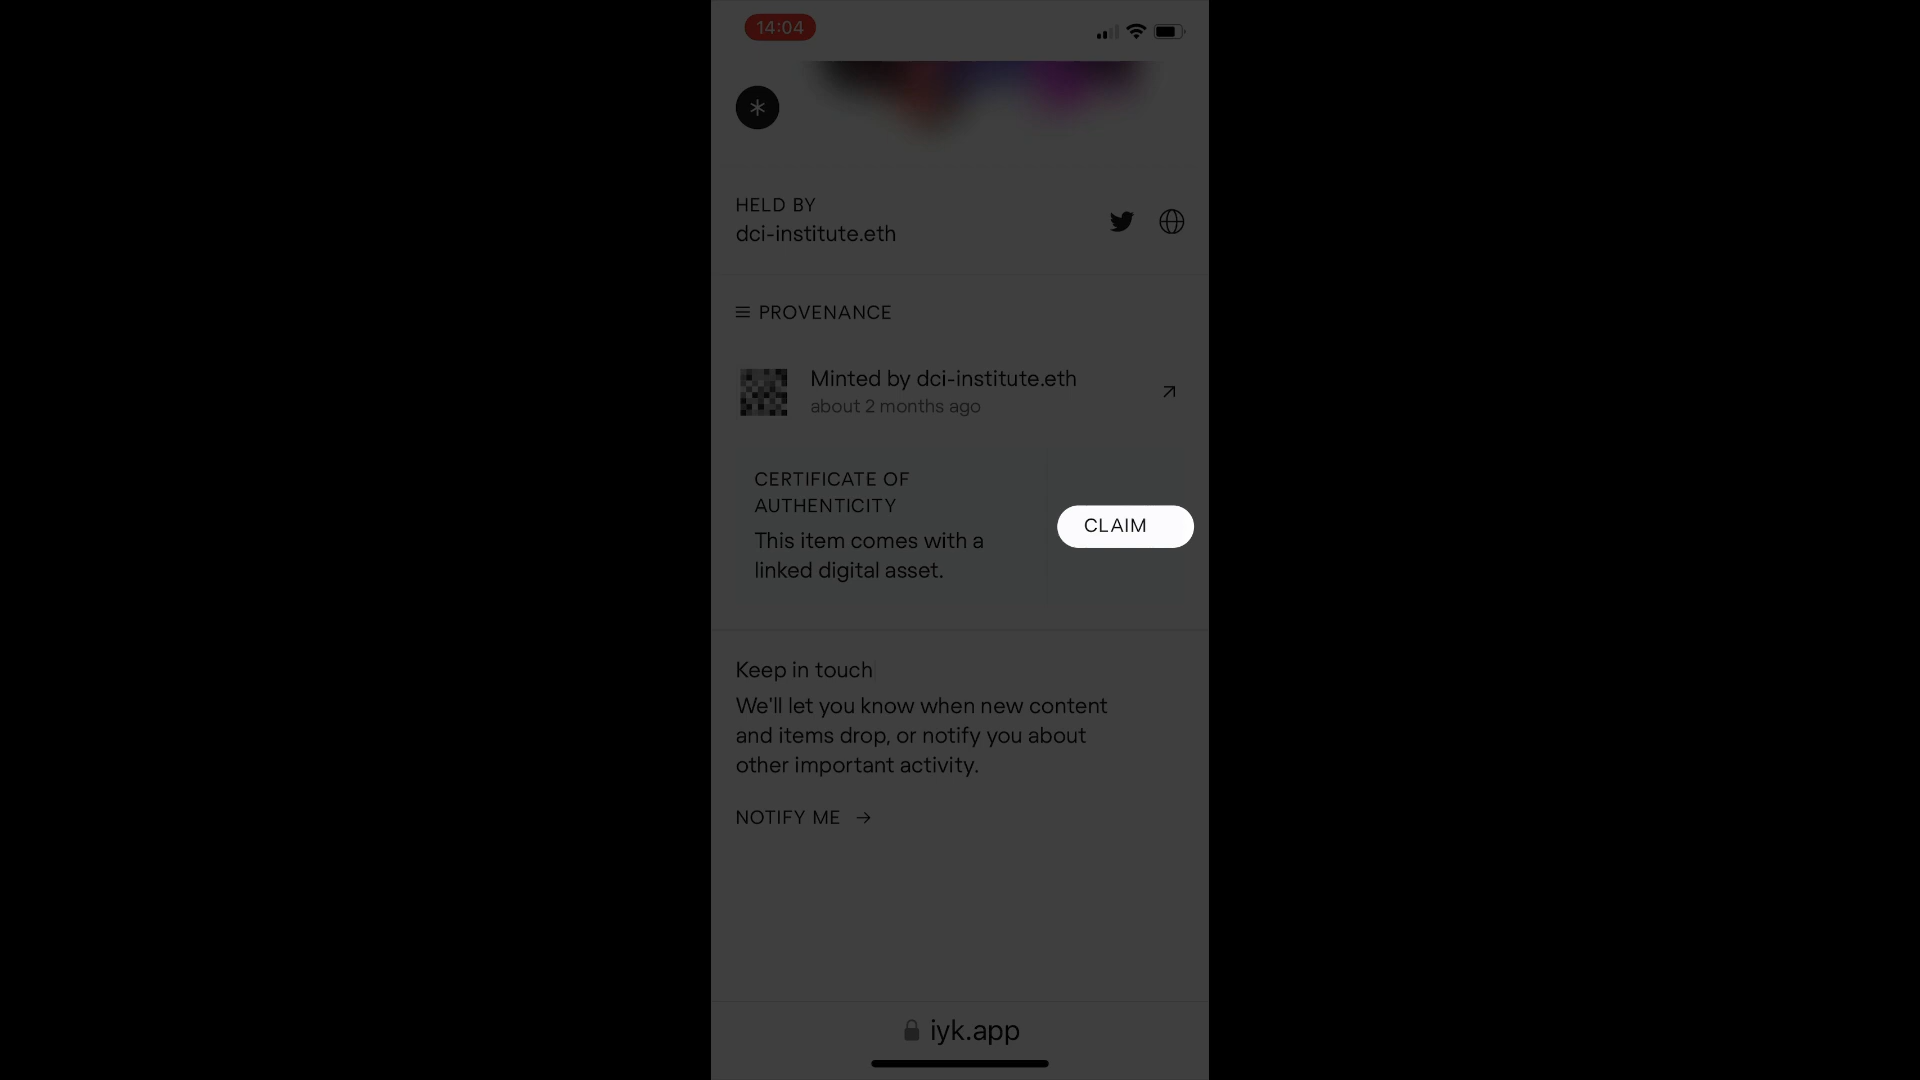 14:04
HELD BY
dci-institute.eth
PROVENANCE
Minted by dci-institute.eth
about 2 months ago
CERTIFICATE OF
AUTHENTICITY
This item comes with a
linked digital asset.
CLAIM
Keep in touch
We'll let you know when new content
and items drop, or notify you about
other important activity.
NOTIFY ME →
iyk.app